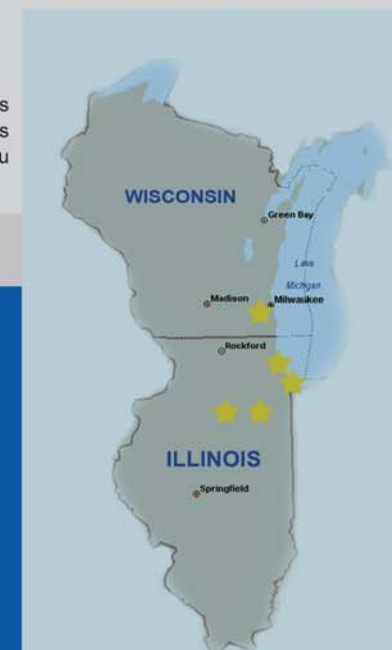 s
s
u
WISCONSIN
Green Bay
Lake
Michigan
Madison
Milwaukee
Rockford
ILLINOIS
Springfield